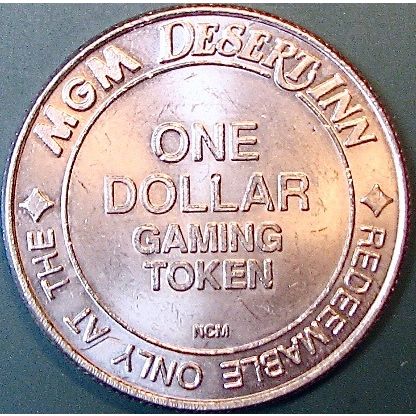 MGM DESERT INN
ONE
DOLLAR
GAMING
TOKEN
NCM
REDEEMABLE ONLY AT THE